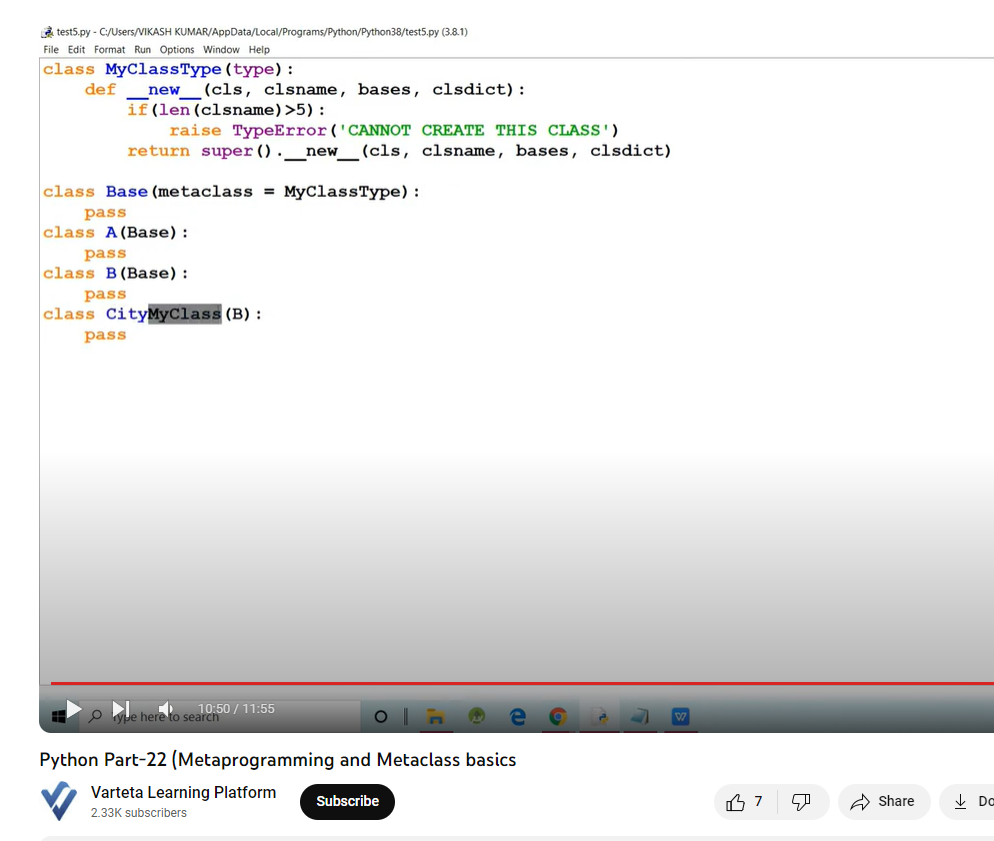 test5.py - C:/Users/VIKASH KUMAR/AppData/Local/Programs/Python/Python38/test5.py (3.8.1)
File Edit Format Run Options Window Help
class MyClassType(type):
    def __new__(cls, clsname, bases, clsdict):
        if(len(clsname)>5):
            raise TypeError('CANNOT CREATE THIS CLASS')
        return super().__new__(cls, clsname, bases, clsdict)
class Base(metaclass = MyClassType):
    pass
class A(Base):
    pass
class B(Base):
    pass
class CityMyClass(B):
    pass
Type here to search
10:50 / 11:55
Python Part-22 (Metaprogramming and Metaclass basics
Varteta Learning Platform
2.33K subscribers
Subscribe
7
Share
Do